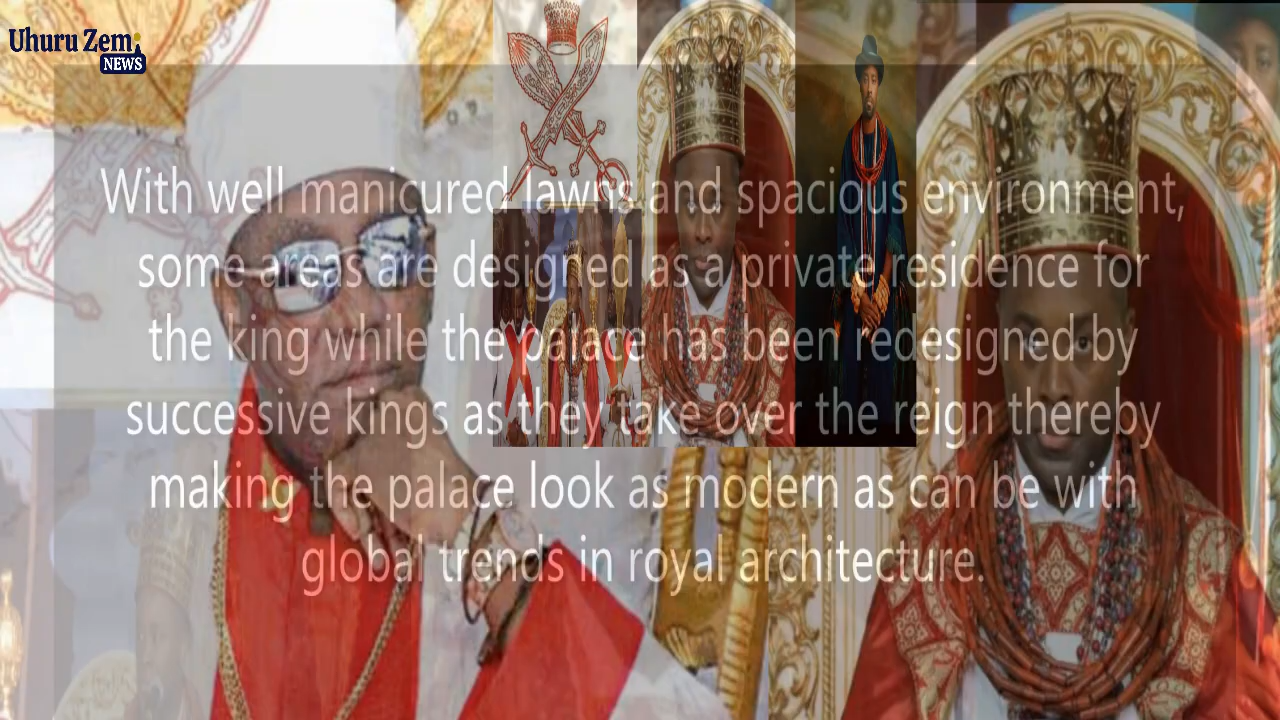 Uhuru Zem
NEWS
With well manicured lawns and spacious environment,
some areas are designed as a private residence for
the king while the palace has been redesigned by
successive kings as they take over the reign thereby
making the palace look as modern as can be with
global trends in royal architecture.